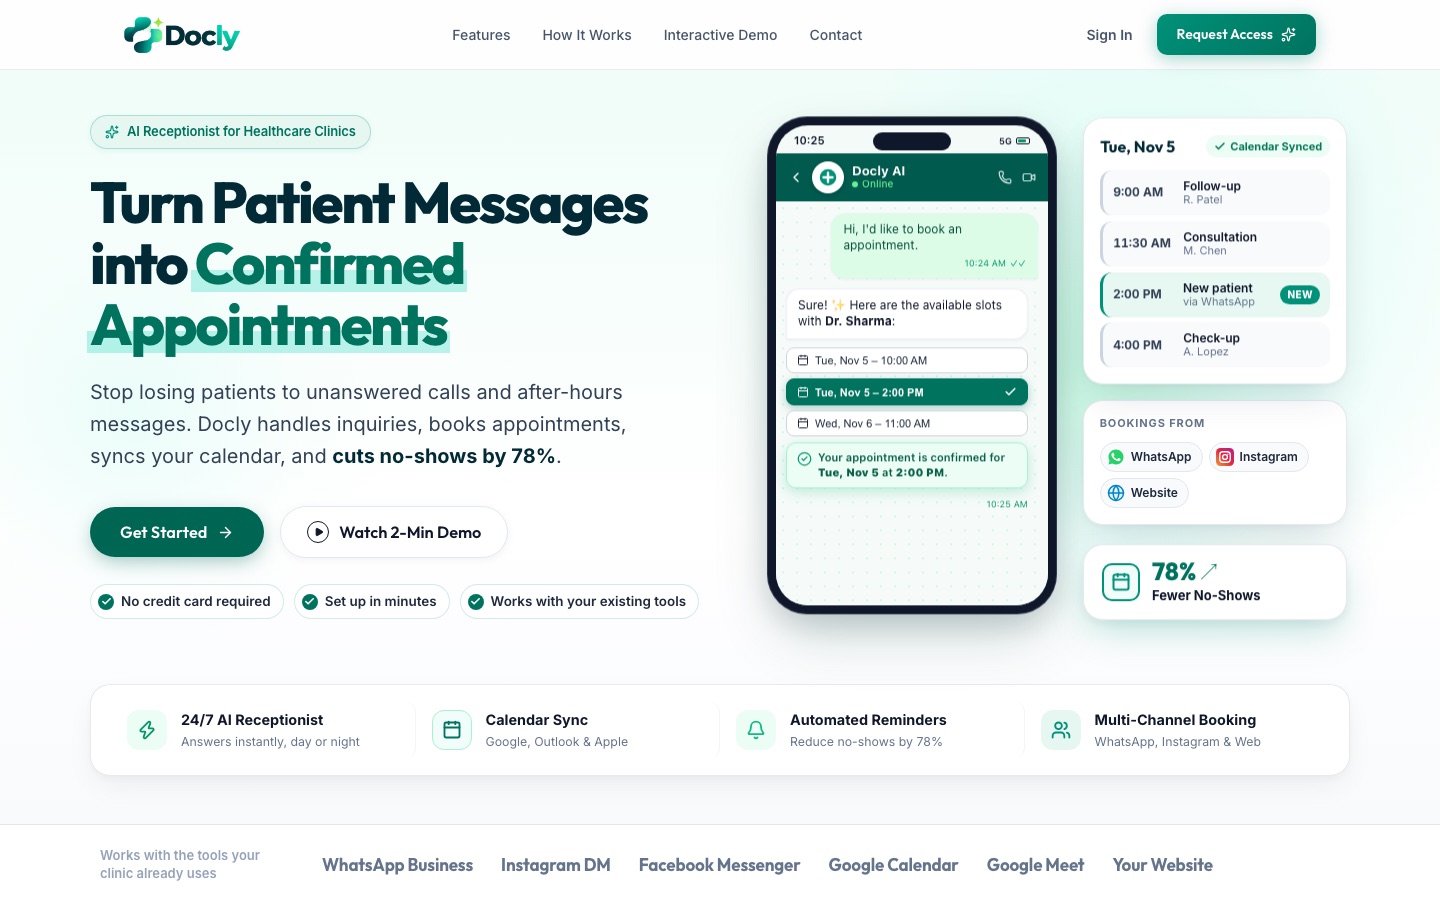 Docly
Features
How It Works
Interactive Demo
Contact
Sign In
Request Access
AI Receptionist for Healthcare Clinics
Turn Patient Messages
into Confirmed
Appointments
Stop losing patients to unanswered calls and after-hours
messages. Docly handles inquiries, books appointments,
syncs your calendar, and cuts no-shows by 78%.
Get Started
Watch 2-Min Demo
No credit card required
Set up in minutes
Works with your existing tools
10:25
5G
Docly AI
Online
Hi, I'd like to book an
appointment.
10:24 AM
Sure! ✨ Here are the available slots
with Dr. Sharma:
Tue, Nov 5 – 10:00 AM
Tue, Nov 5 – 2:00 PM
Wed, Nov 6 – 11:00 AM
Your appointment is confirmed for
Tue, Nov 5 at 2:00 PM.
10:25 AM
Tue, Nov 5
Calendar Synced
9:00 AM
Follow-up
R. Patel
11:30 AM
Consultation
M. Chen
2:00 PM
New patient
via WhatsApp
NEW
4:00 PM
Check-up
A. Lopez
BOOKINGS FROM
WhatsApp
Instagram
Website
78%
Fewer No-Shows
24/7 AI Receptionist
Answers instantly, day or night
Calendar Sync
Google, Outlook & Apple
Automated Reminders
Reduce no-shows by 78%
Multi-Channel Booking
WhatsApp, Instagram & Web
Works with the tools your
clinic already uses
WhatsApp Business
Instagram DM
Facebook Messenger
Google Calendar
Google Meet
Your Website